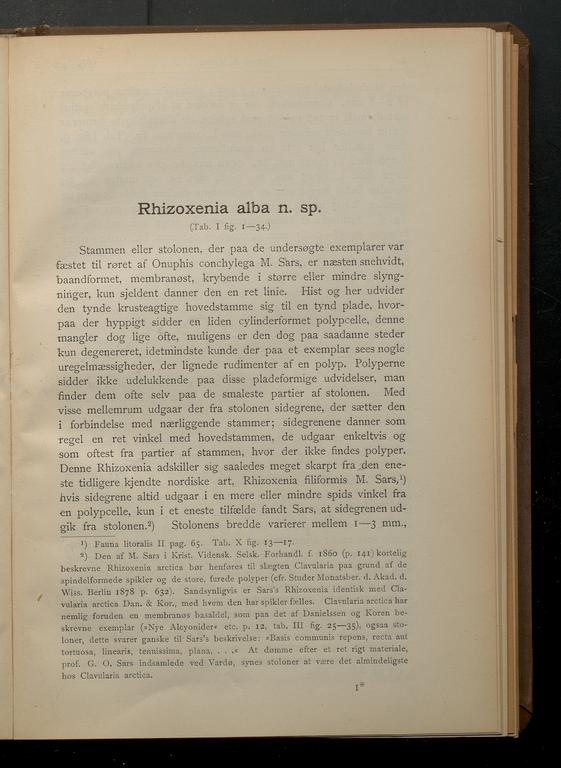 Rhizoxenia alba n. sp.
(Tab. I fig. 1—34.)
Stammen eller stolonen, der paa de undersøgte exemplarer var
fæstet til røret af Onuphis conchylega M. Sars, er næsten snehvidt,
baandformet, membranøst, krybende i større eller mindre slyng-
ninger, kun sjeldent danner den en ret linie. Hist og her udvider
den tynde krusteagtige hovedstamme sig til en tynd plade, hvor-
paa der hyppigt sidder en liden cylinderformet polypcelle, denne
mangler dog lige ofte, muligens er den dog paa saadanne steder
kun degenereret, idetmindste kunde der paa et exemplar sees nogle
uregelmæssigheder, der lignede rudimenter af en polyp. Polyperne
sidder ikke udelukkende paa disse pladeformige udvidelser, man
finder dem ofte selv paa de smaleste partier af stolonen. Med
visse mellemrum udgaar der fra stolonen sidegrene, der sætter den
i forbindelse med nærliggende stammer; sidegrenene danner som
regel en ret vinkel med hovedstammen, de udgaar enkeltvis og
som oftest fra partier af stammen, hvor der ikke findes polyper.
Denne Rhizoxenia adskiller sig saaledes meget skarpt fra den ene-
ste tidligere kjendte nordiske art, Rhizoxenia filiformis M. Sars,¹)
hvis sidegrene altid udgaar i en mere eller mindre spids vinkel fra
en polypcelle, kun i et eneste tilfælde fandt Sars, at sidegrenen ud-
gik fra stolonen.²) Stolonens bredde varierer mellem 1—3 mm.,
¹) Fauna litoralis II pag. 65. Tab. X fig. 13—17.
²) Den af M. Sars i Krist. Vidensk. Selsk. Forhandl. f. 1860 (p. 141) kortelig
beskrevne Rhizoxenia arctica bør henføres til slægten Clavularia paa grund af de
spindelformede spikler og de store, furede polyper (cfr. Studer Monatsber. d. Akad. d.
Wiss. Berlin 1878 p. 632). Sandsynligvis er Sars's Rhizoxenia identisk med Cla-
vularia arctica Dan. & Kor., med hvem den har spikler fælles. Clavularia arctica har
nemlig foruden en membranøs basaldel, som paa det af Danielssen og Koren be-
skrevne exemplar (»Nye Alcyonider« etc. p. 12, tab. III fig. 25—35), ogsaa sto-
loner, dette svarer ganske til Sars's beskrivelse: »Basis communis repens, recta aut
tortuosa, linearis, tennissima, plana, . . .« At dømme efter et ret rigt materiale,
prof. G. O. Sars indsamlede ved Vardø, synes stoloner at være det almindeligste
hos Clavularia arctica.
1*